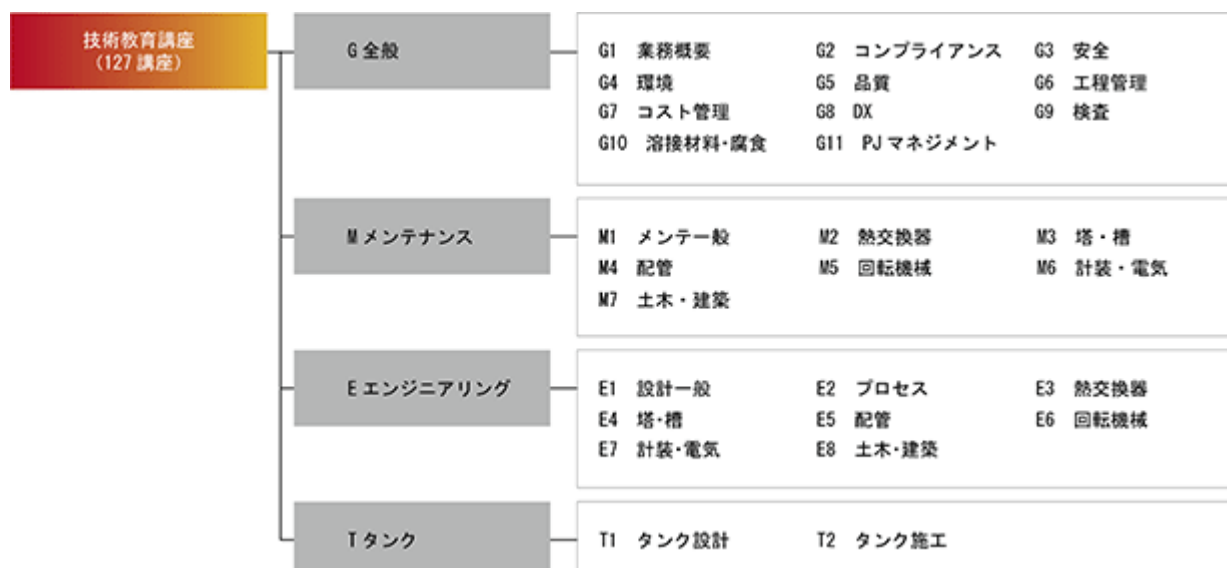 技術教育講座
(127 講座)
G 全般
G1 業務概要 G2 コンプライアンス G3 安全
G4 環境 G5 品質 G6 工程管理
G7 コスト管理 G8 DX G9 検査
G10 溶接材料・腐食 G11 PJ マネジメント
M メンテナンス
M1 メンテ一般 M2 熱交換器 M3 塔・槽
M4 配管 M5 回転機械 M6 計装・電気
M7 土木・建築
E エンジニアリング
E1 設計一般 E2 プロセス E3 熱交換器
E4 塔・槽 E5 配管 E6 回転機械
E7 計装・電気 E8 土木・建築
T タンク
T1 タンク設計 T2 タンク施工